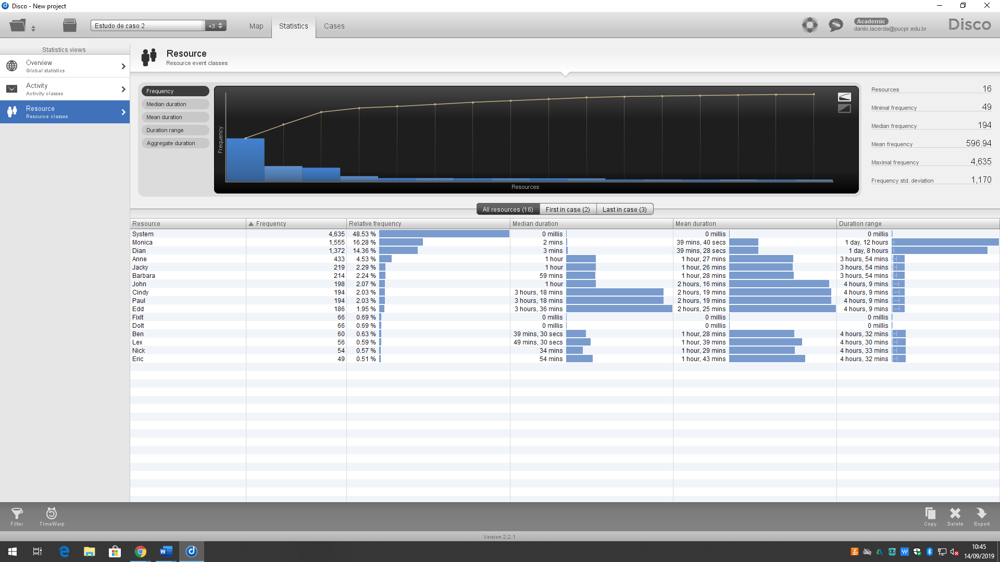 Disco - New project
Estudo de caso 2
+3
Map
Statistics
Cases
Academic
danilo.lacerda@pucpr.edu.br
Disco
Statistics views
Overview
Global statistics
Activity
Activity classes
Resource
Resource classes
Resource
Resource event classes
Frequency
Median duration
Mean duration
Duration range
Aggregate duration
Frequency
Resources
Resources 16
Minimal frequency 49
Median frequency 194
Mean frequency 596.94
Maximal frequency 4,635
Frequency std. deviation 1,170
All resources (16) First in case (2) Last in case (3)
Resource Frequency Relative frequency Median duration Mean duration Duration range
System 4,635 48.53 % 0 millis 0 millis 0 millis
Monica 1,555 16.28 % 2 mins 39 mins, 40 secs 1 day, 12 hours
Dian 1,372 14.36 % 3 mins 39 mins, 28 secs 1 day, 8 hours
Anne 433 4.53 % 1 hour 1 hour, 27 mins 3 hours, 54 mins
Jacky 219 2.29 % 1 hour 1 hour, 26 mins 3 hours, 54 mins
Barbara 214 2.24 % 59 mins 1 hour, 28 mins 3 hours, 54 mins
John 198 2.07 % 1 hour 2 hours, 16 mins 4 hours, 9 mins
Cindy 194 2.03 % 3 hours, 18 mins 2 hours, 19 mins 4 hours, 9 mins
Paul 194 2.03 % 3 hours, 18 mins 2 hours, 19 mins 4 hours, 9 mins
Edd 186 1.95 % 3 hours, 36 mins 2 hours, 25 mins 4 hours, 9 mins
FixIt 66 0.69 % 0 millis 0 millis 0 millis
DoIt 66 0.69 % 0 millis 0 millis 0 millis
Ben 60 0.63 % 39 mins, 30 secs 1 hour, 28 mins 4 hours, 32 mins
Lex 56 0.59 % 49 mins, 30 secs 1 hour, 39 mins 4 hours, 30 mins
Nick 54 0.57 % 34 mins 1 hour, 29 mins 4 hours, 33 mins
Eric 49 0.51 % 54 mins 1 hour, 43 mins 4 hours, 32 mins
Filter
TimeWarp
Copy
Delete
Export
Version 2.2.1
10:45
14/09/2019